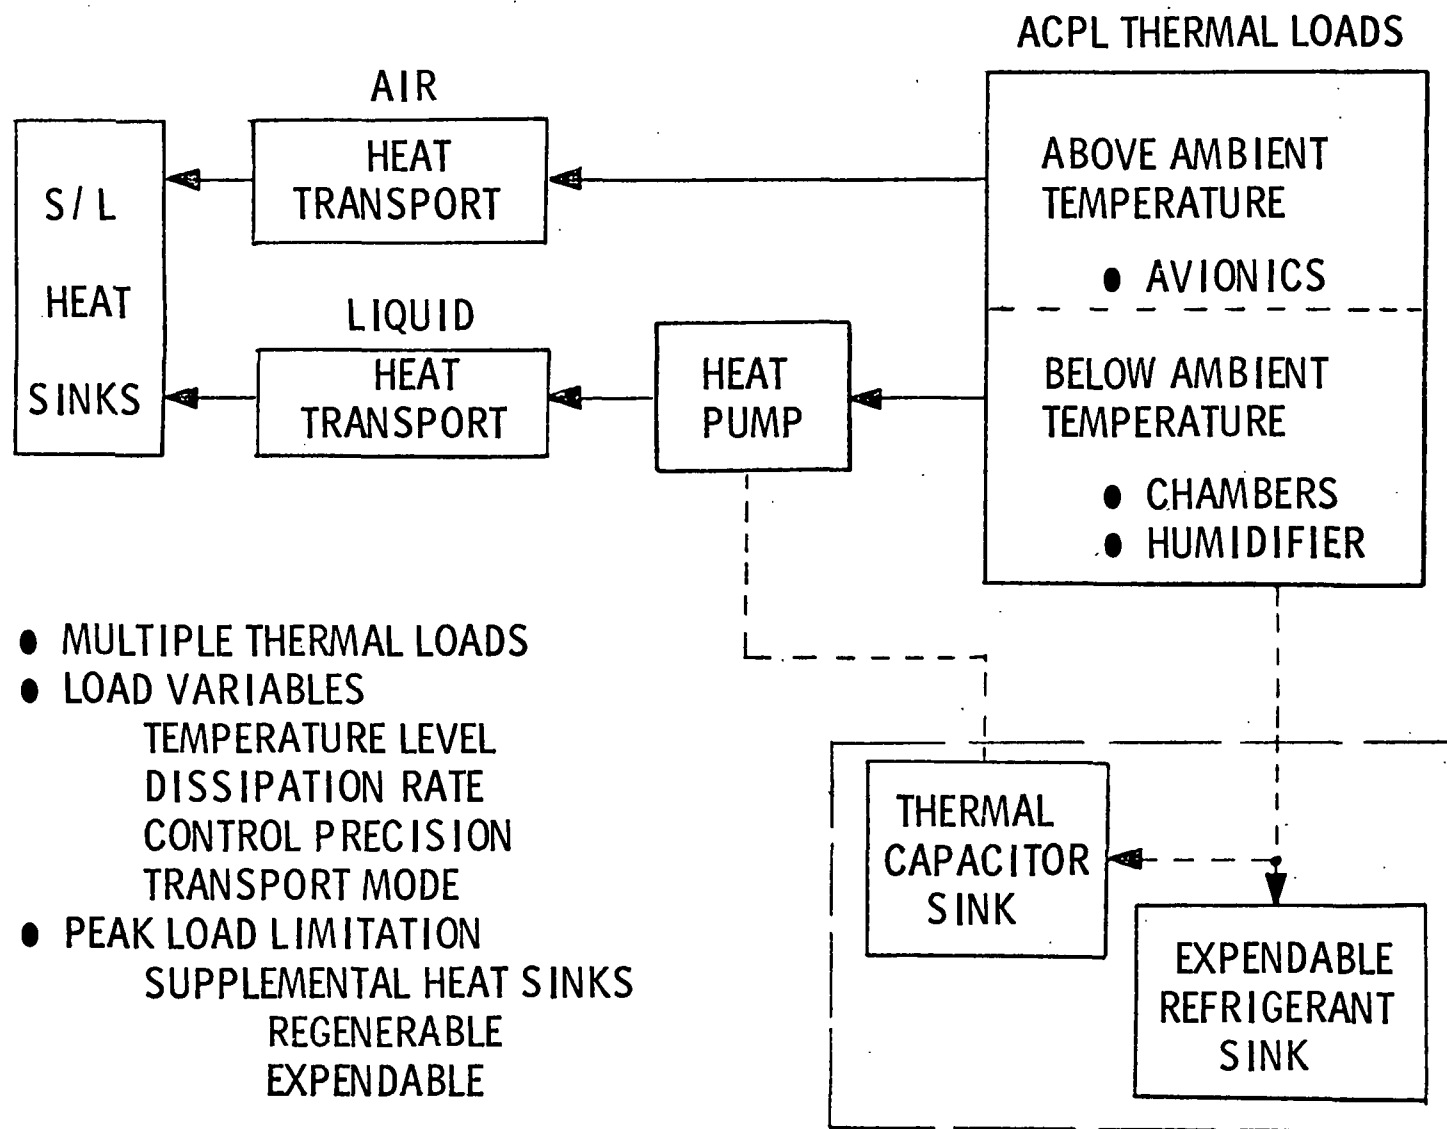 ACPL THERMAL LOADS
AIR
HEAT
TRANSPORT
S/L
HEAT
SINKS
LIQUID
HEAT
TRANSPORT
HEAT
PUMP
ABOVE AMBIENT
TEMPERATURE
● AVIONICS
BELOW AMBIENT
TEMPERATURE
● CHAMBERS
● HUMIDIFIER
● MULTIPLE THERMAL LOADS
● LOAD VARIABLES
TEMPERATURE LEVEL
DISSIPATION RATE
CONTROL PRECISION
TRANSPORT MODE
● PEAK LOAD LIMITATION
SUPPLEMENTAL HEAT SINKS
REGENERABLE
EXPENDABLE
THERMAL
CAPACITOR
SINK
EXPENDABLE
REFRIGERANT
SINK